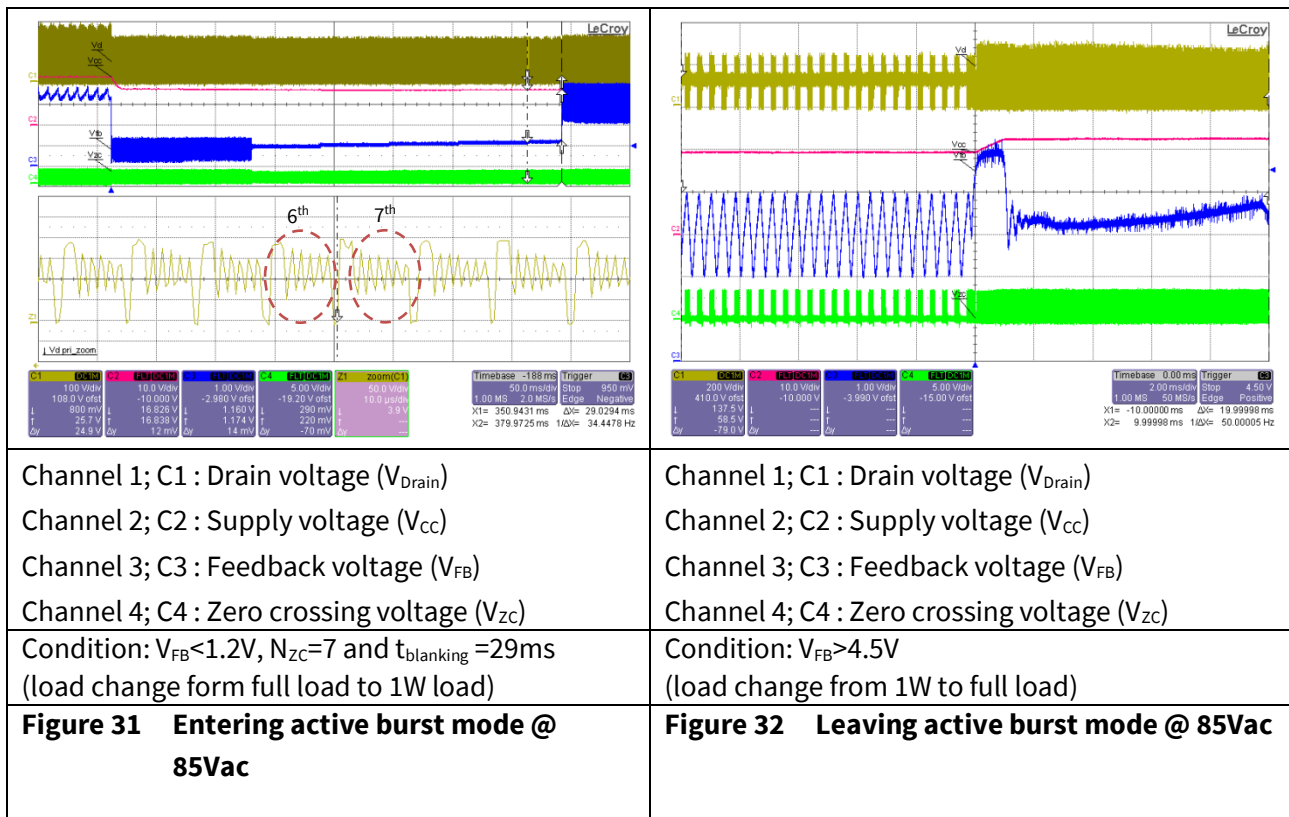 LeCroy
Vd
Vcc
C1
C2
Vfb
Vzc
C3
C4
6th
7th
Z1
Vd pri_zoom
C1 DC1M
100 V/div
108.0 V ofst
800 mV
25.7 V
Δy 24.9 V
C2 FLT DC1M
10.0 V/div
-10.000 V
16.826 V
16.838 V
Δy 12 mV
C3 FLT DC1M
1.00 V/div
-2.980 V ofst
1.160 V
1.174 V
Δy 14 mV
C4 FLT DC1M
5.00 V/div
-19.20 V ofst
290 mV
220 mV
Δy -70 mV
Z1 zoom(C1)
50.0 V/div
10.0 µs/div
3.9 V
Δy ---
Timebase -188 ms
50.0 ms/div
1.00 MS 2.0 MS/s
Trigger C3
Stop 950 mV
Edge Negative
X1= 350.9431 ms ΔX= 29.0294 ms
X2= 379.9725 ms 1/ΔX= 34.4478 Hz
LeCroy
Vd
C1
C2
Vzc
C4
C3
C1 DC1M
200 V/div
410.0 V ofst
137.5 V
58.5 V
Δy -79.0 V
C2 FLT DC1M
10.0 V/div
-10.000 V
---
---
Δy ---
C3 FLT DC1M
1.00 V/div
-3.990 V ofst
---
---
Δy ---
C4 FLT DC1M
5.00 V/div
-15.00 V ofst
---
---
Δy ---
Timebase 0.00 ms
2.00 ms/div
1.00 MS 50 MS/s
Trigger C3
Stop 4.50 V
Edge Positive
X1= -10.00000 ms ΔX= 19.99998 ms
X2= 9.99998 ms 1/ΔX= 50.00005 Hz
Channel 1; C1 : Drain voltage (VDrain)
Channel 2; C2 : Supply voltage (VCC)
Channel 3; C3 : Feedback voltage (VFB)
Channel 4; C4 : Zero crossing voltage (VZC)
Condition: VFB<1.2V, NZC=7 and tblanking =29ms
(load change form full load to 1W load)
Figure 31 Entering active burst mode @
85Vac
Channel 1; C1 : Drain voltage (VDrain)
Channel 2; C2 : Supply voltage (VCC)
Channel 3; C3 : Feedback voltage (VFB)
Channel 4; C4 : Zero crossing voltage (VZC)
Condition: VFB>4.5V
(load change from 1W to full load)
Figure 32 Leaving active burst mode @ 85Vac